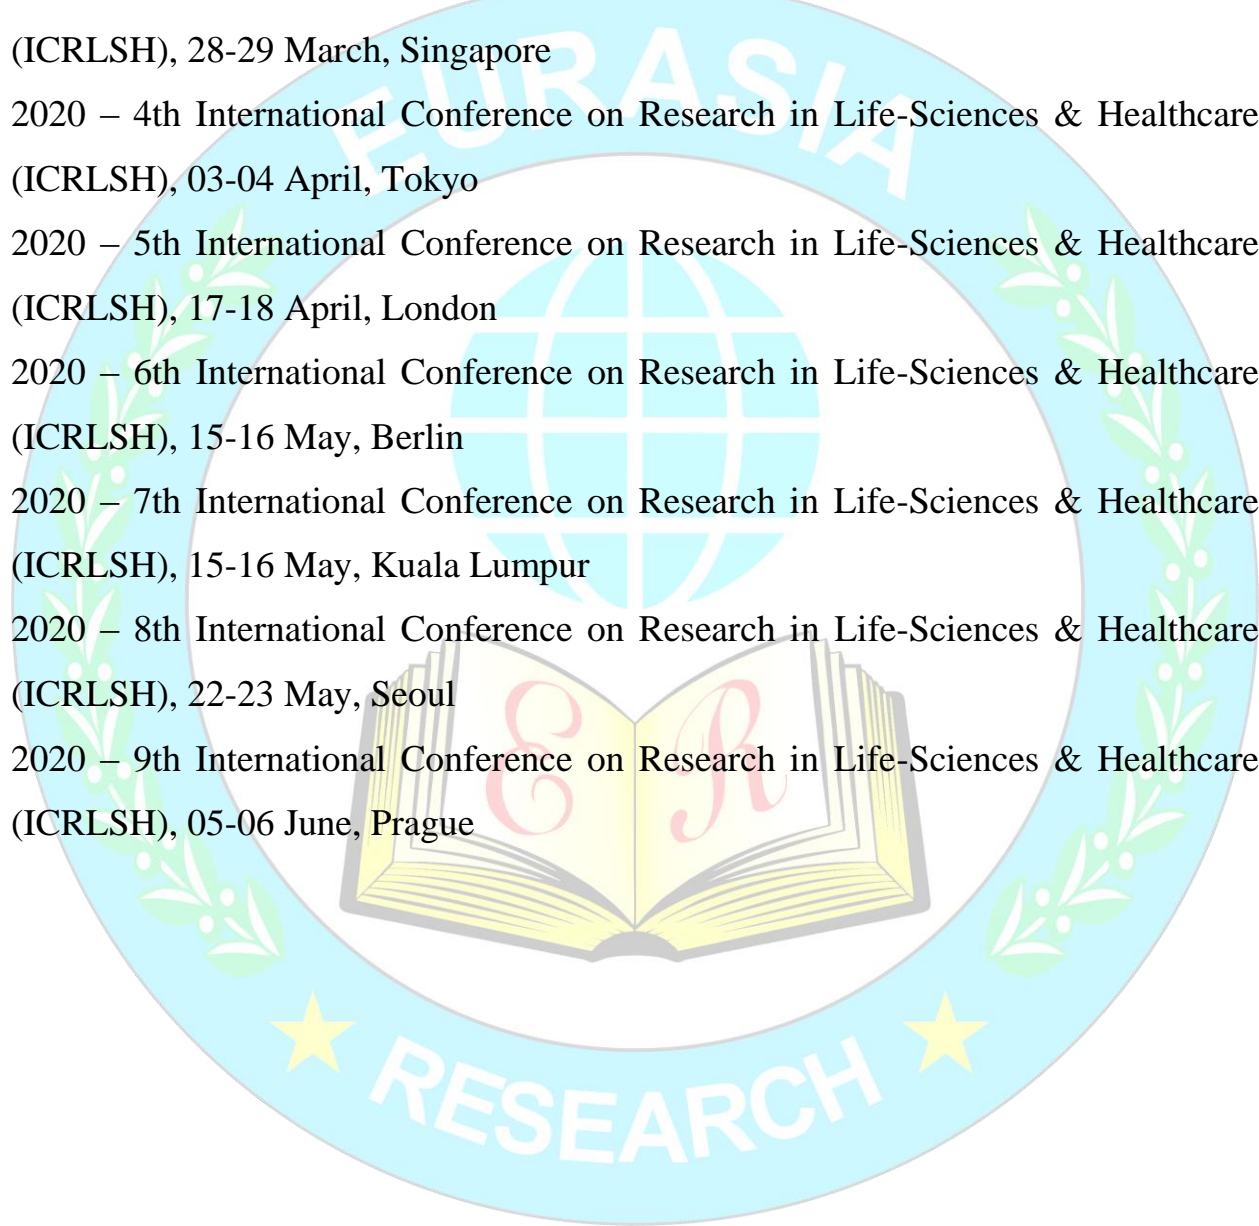 (ICRLSH), 28-29 March, Singapore
2020 – 4th International Conference on Research in Life-Sciences & Healthcare
(ICRLSH), 03-04 April, Tokyo
2020 – 5th International Conference on Research in Life-Sciences & Healthcare
(ICRLSH), 17-18 April, London
2020 – 6th International Conference on Research in Life-Sciences & Healthcare
(ICRLSH), 15-16 May, Berlin
2020 – 7th International Conference on Research in Life-Sciences & Healthcare
(ICRLSH), 15-16 May, Kuala Lumpur
2020 – 8th International Conference on Research in Life-Sciences & Healthcare
(ICRLSH), 22-23 May, Seoul
2020 – 9th International Conference on Research in Life-Sciences & Healthcare
(ICRLSH), 05-06 June, Prague
EURASIA
E R
RESEARCH